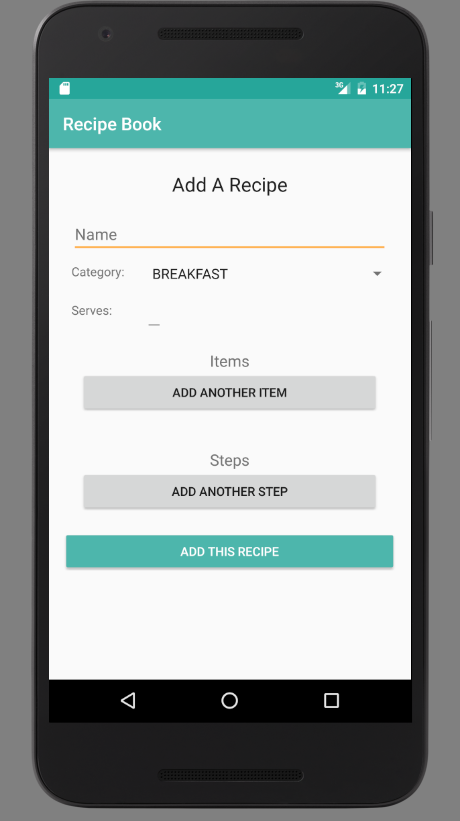 3G 11:27
Recipe Book
Add A Recipe
Name
Category: BREAKFAST
Serves:
Items
ADD ANOTHER ITEM
Steps
ADD ANOTHER STEP
ADD THIS RECIPE